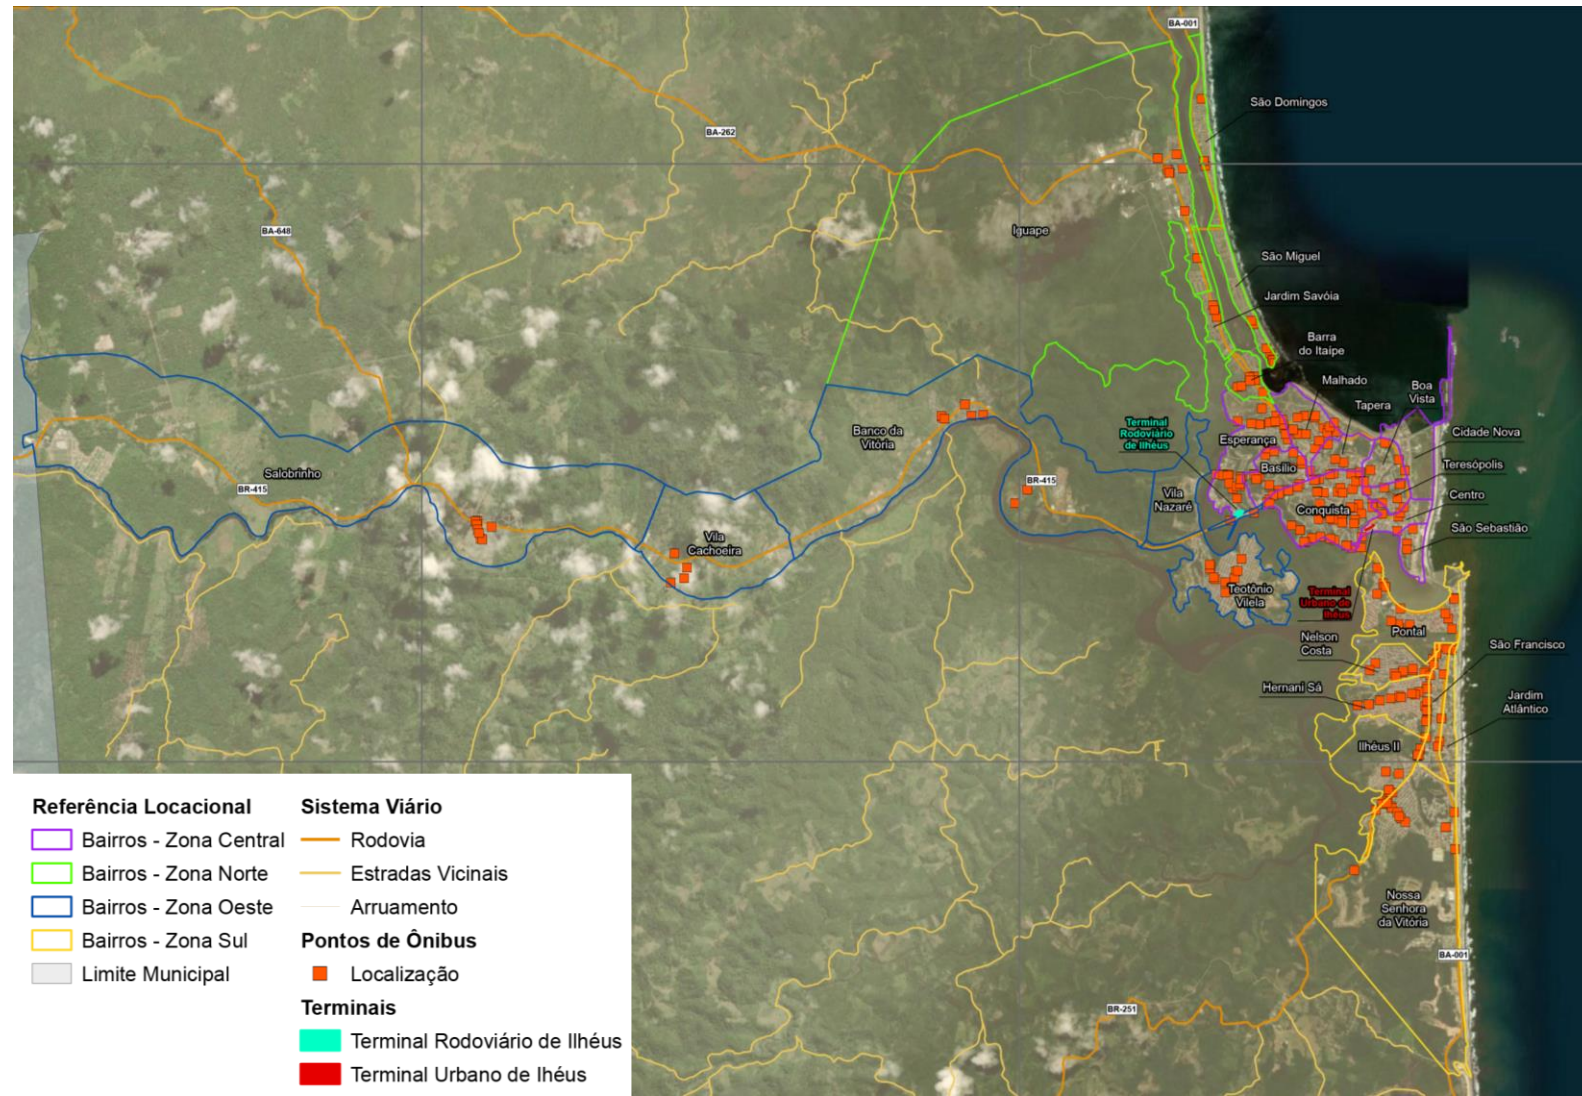 BA-001
São Domingos
BA-262
BA-648
Iguape
São Miguel
Jardim Savóia
Barra
do Itaípe
Malhado
Boa
Vista
Tapera
Terminal
Rodoviário
de Ilhéus
Banco da
Vitória
Esperança
Cidade Nova
Basílio
Teresópolis
Salobrinho
BR-415
BR-415
Vila
Nazaré
Centro
Conquista
São Sebastião
Vila
Cachoeira
Teotônio
Vilela
Terminal
Urbano de
Ilhéus
Pontal
Nelson
Costa
São Francisco
Hernani Sá
Jardim
Atlântico
Ilhéus II
Nossa
Senhora
da Vitória
BA-001
BR-251
Referência Locacional
Bairros - Zona Central
Bairros - Zona Norte
Bairros - Zona Oeste
Bairros - Zona Sul
Limite Municipal
Sistema Viário
Rodovia
Estradas Vicinais
Arruamento
Pontos de Ônibus
Localização
Terminais
Terminal Rodoviário de Ilhéus
Terminal Urbano de Ihéus